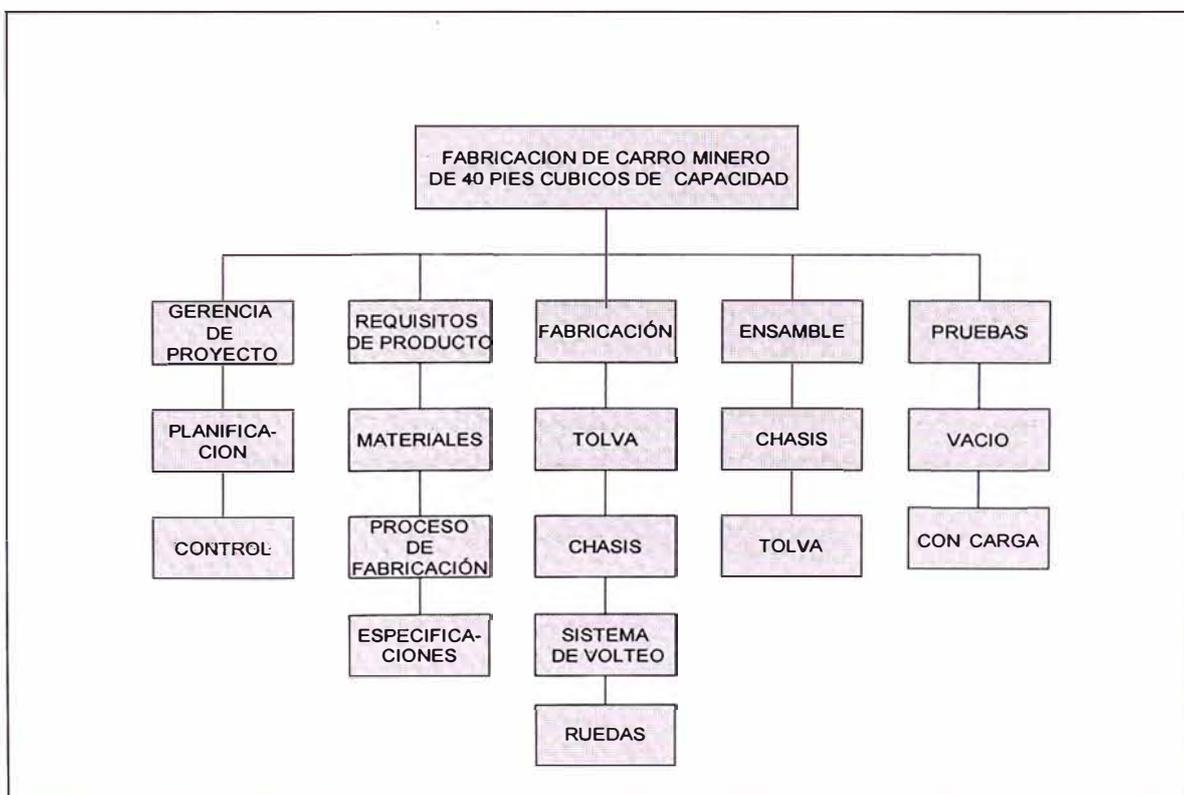 FABRICACION DE CARRO MINERO
DE 40 PIES CUBICOS DE CAPACIDAD
GERENCIA
DE
PROYECTO
REQUISITOS
DE PRODUCTO
FABRICACIÓN
ENSAMBLE
PRUEBAS
PLANIFICA-
CION
MATERIALES
TOLVA
CHASIS
VACIO
CONTROL
PROCESO
DE
FABRICACIÓN
CHASIS
TOLVA
CON CARGA
ESPECIFICA-
CIONES
SISTEMA
DE VOLTEO
RUEDAS